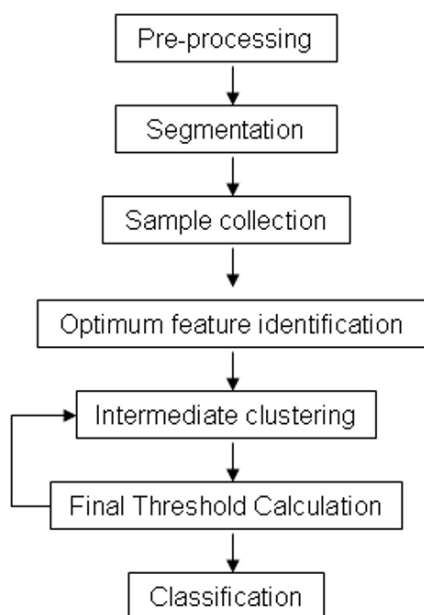 Pre-processing
Segmentation
Sample collection
Optimum feature identification
Intermediate clustering
Final Threshold Calculation
Classification